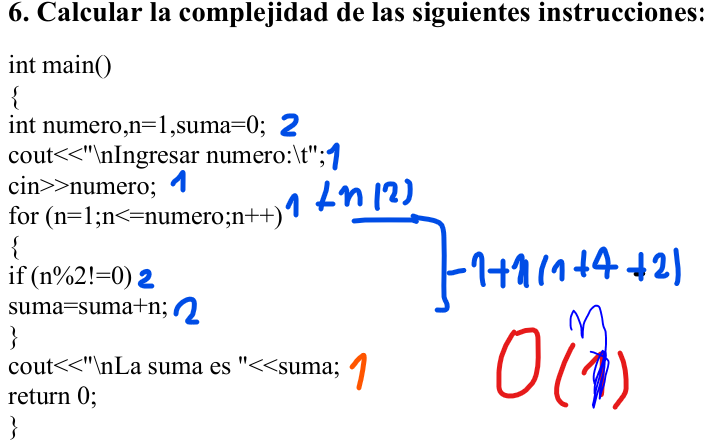 6. Calcular la complejidad de las siguientes instrucciones:
int main()
{
int numero,n=1,suma=0; 2
cout<<"\nIngresar numero:\t"; 1
cin>>numero; 1
for (n=1;n<=numero;n++) 1 + n(2)
{
if (n%2!=0) 2
-1+n(1+4+2)
suma=suma+n; 2
}
cout<<"\nLa suma es "<<suma; 1
O(n)
return 0;
}